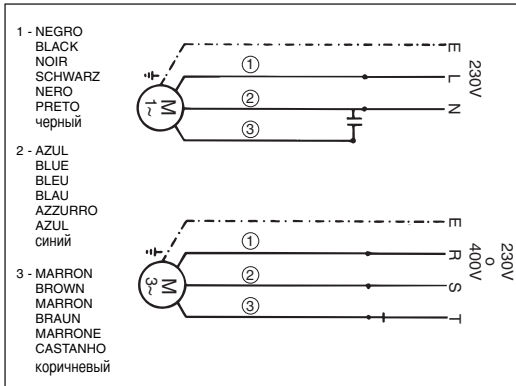 1 - NEGRO
BLACK
NOIR
SCHWARZ
NERO
PRETO
черный
2 - AZUL
BLUE
BLEU
BLAU
AZZURRO
AZUL
синий
3 - MARRON
BROWN
MARRON
BRAUN
MARRONE
CASTANHO
коричневый
E
1
L
230V
2
N
M
1~
3
E
1
R
230V
o
400V
2
S
M
3~
3
T